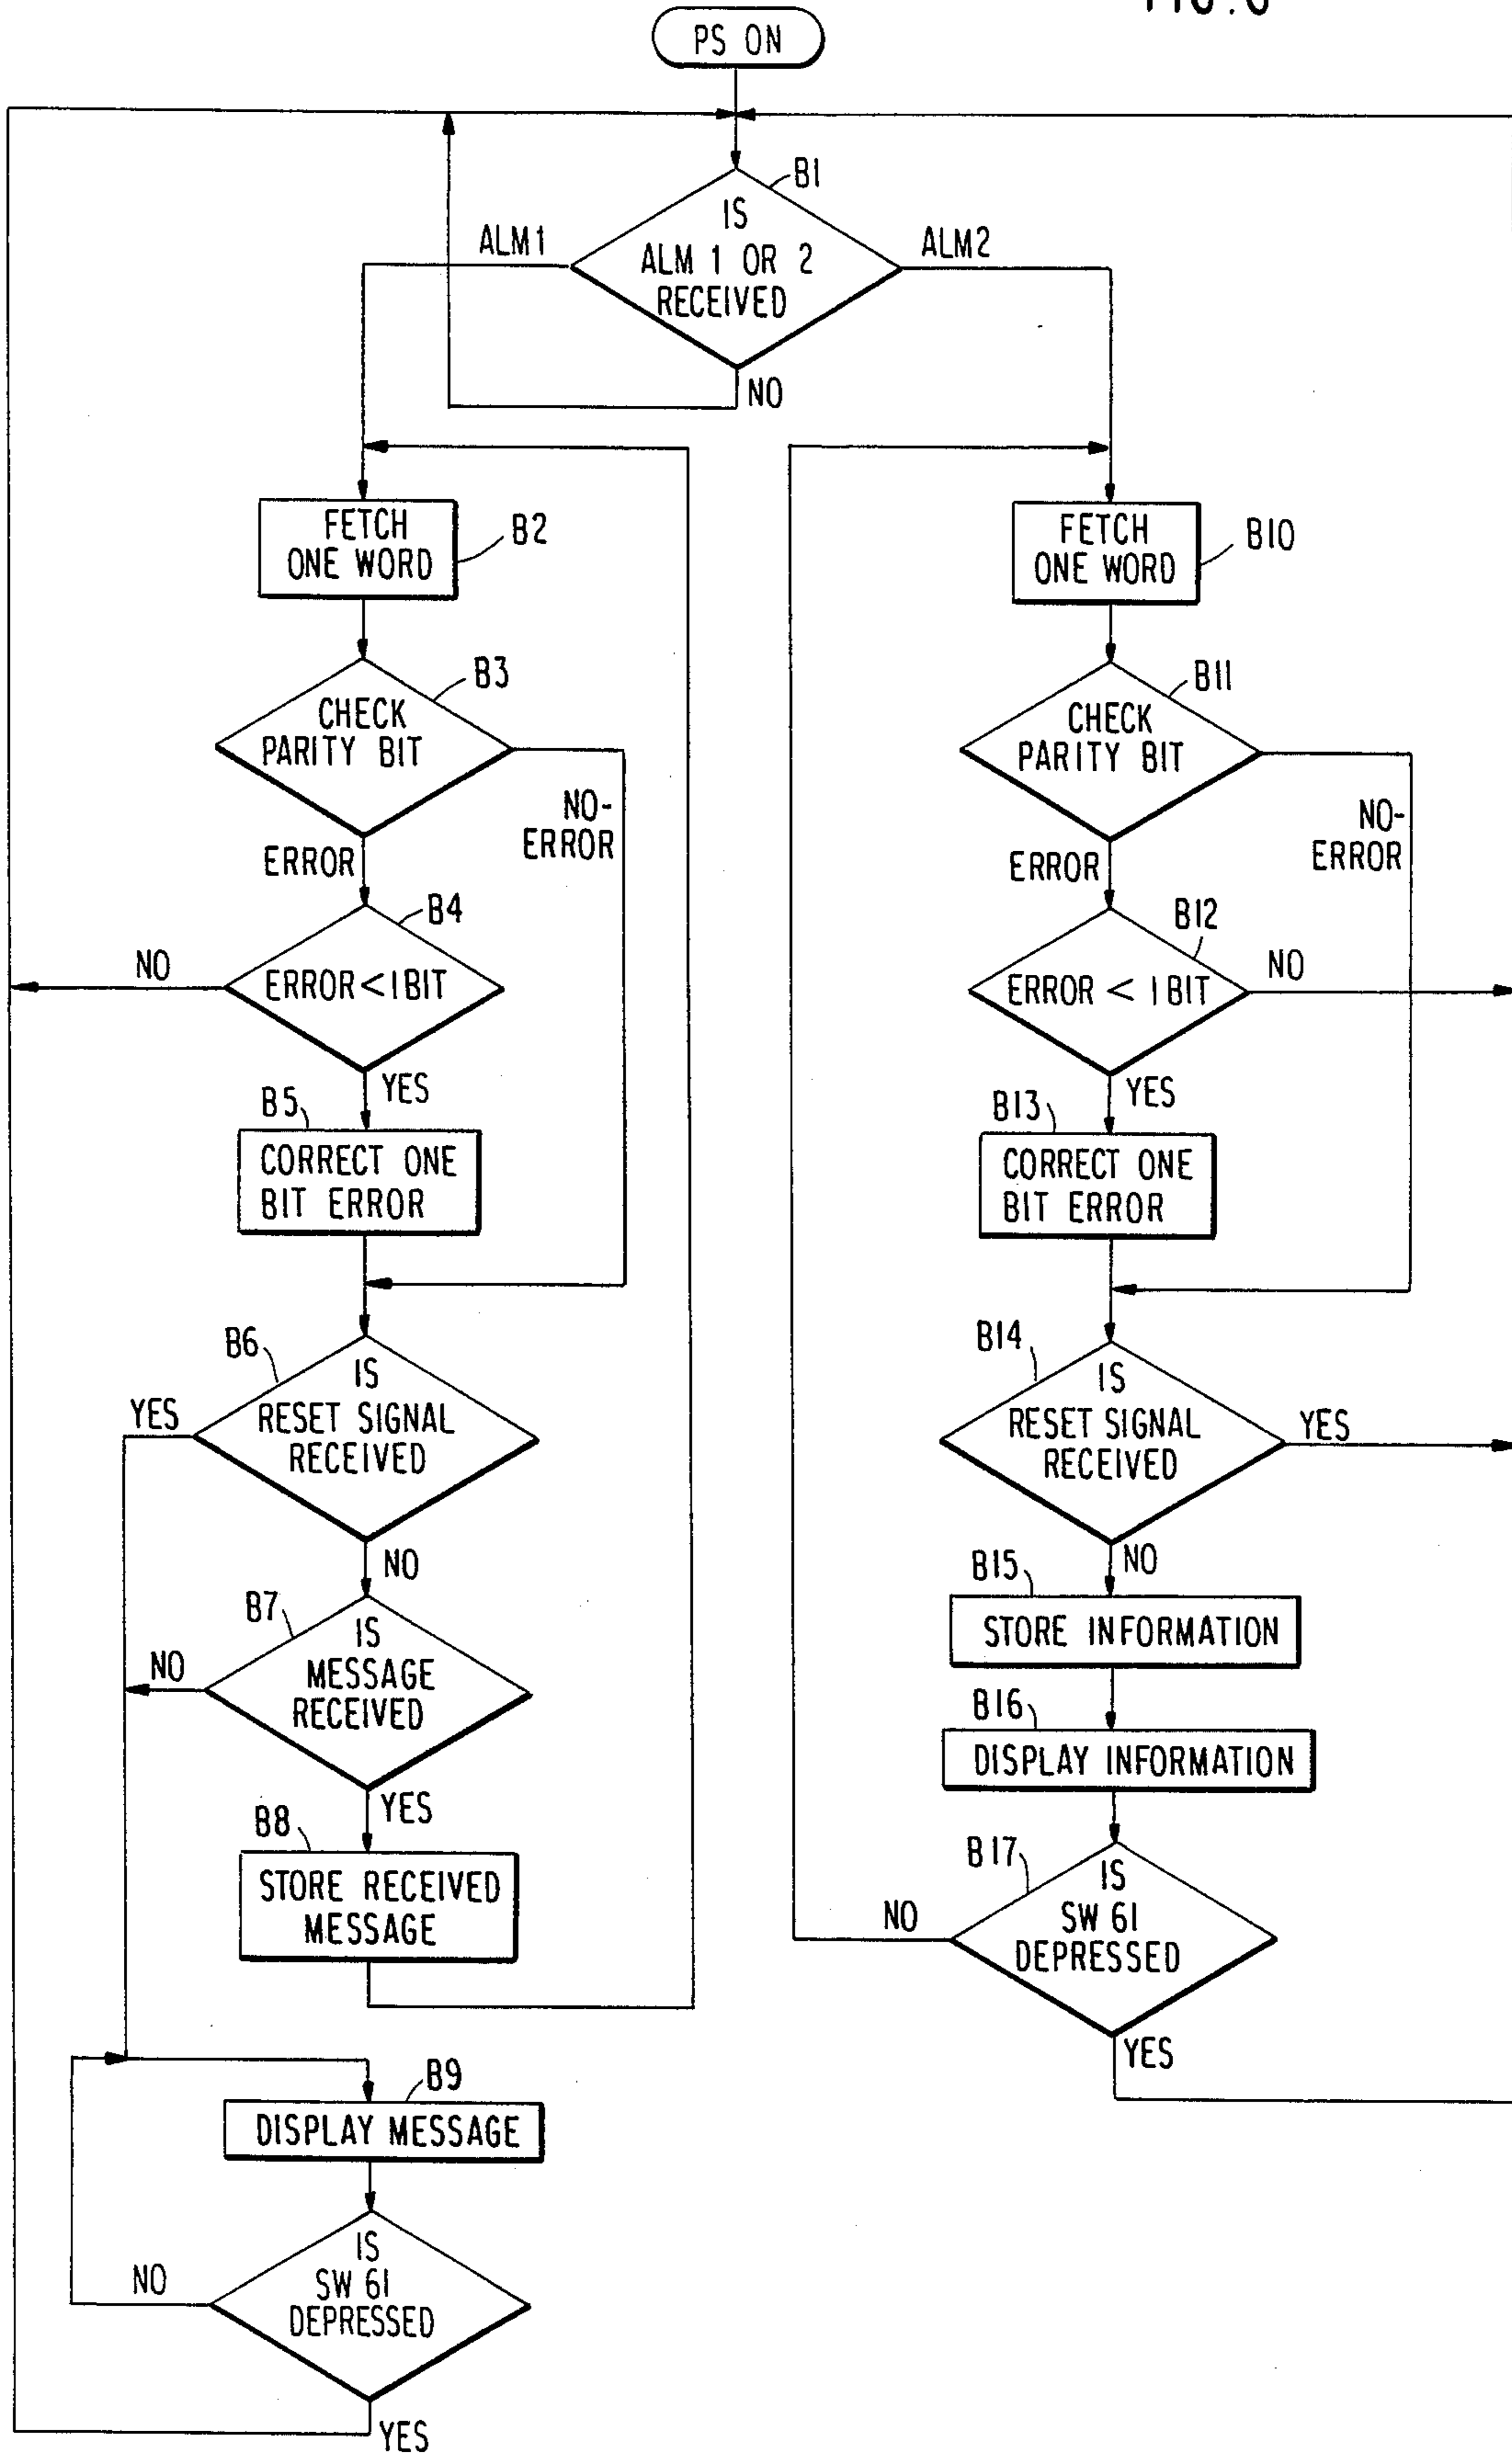 PS ON
B1
IS
ALM 1 OR 2
RECEIVED
ALM1
ALM2
NO
FETCH
ONE WORD
B2
CHECK
PARITY BIT
B3
NO-
ERROR
ERROR
B4
ERROR < 1 BIT
NO
YES
B5
CORRECT ONE
BIT ERROR
B6
IS
RESET SIGNAL
RECEIVED
YES
NO
B7
IS
MESSAGE
RECEIVED
NO
YES
B8
STORE RECEIVED
MESSAGE
B9
DISPLAY MESSAGE
IS
SW 61
DEPRESSED
NO
YES
FETCH
ONE WORD
B10
B11
CHECK
PARITY BIT
NO-
ERROR
ERROR
B12
ERROR < 1 BIT
NO
YES
B13
CORRECT ONE
BIT ERROR
B14
IS
RESET SIGNAL
RECEIVED
YES
NO
B15
STORE INFORMATION
B16
DISPLAY INFORMATION
B17
IS
SW 61
DEPRESSED
NO
YES